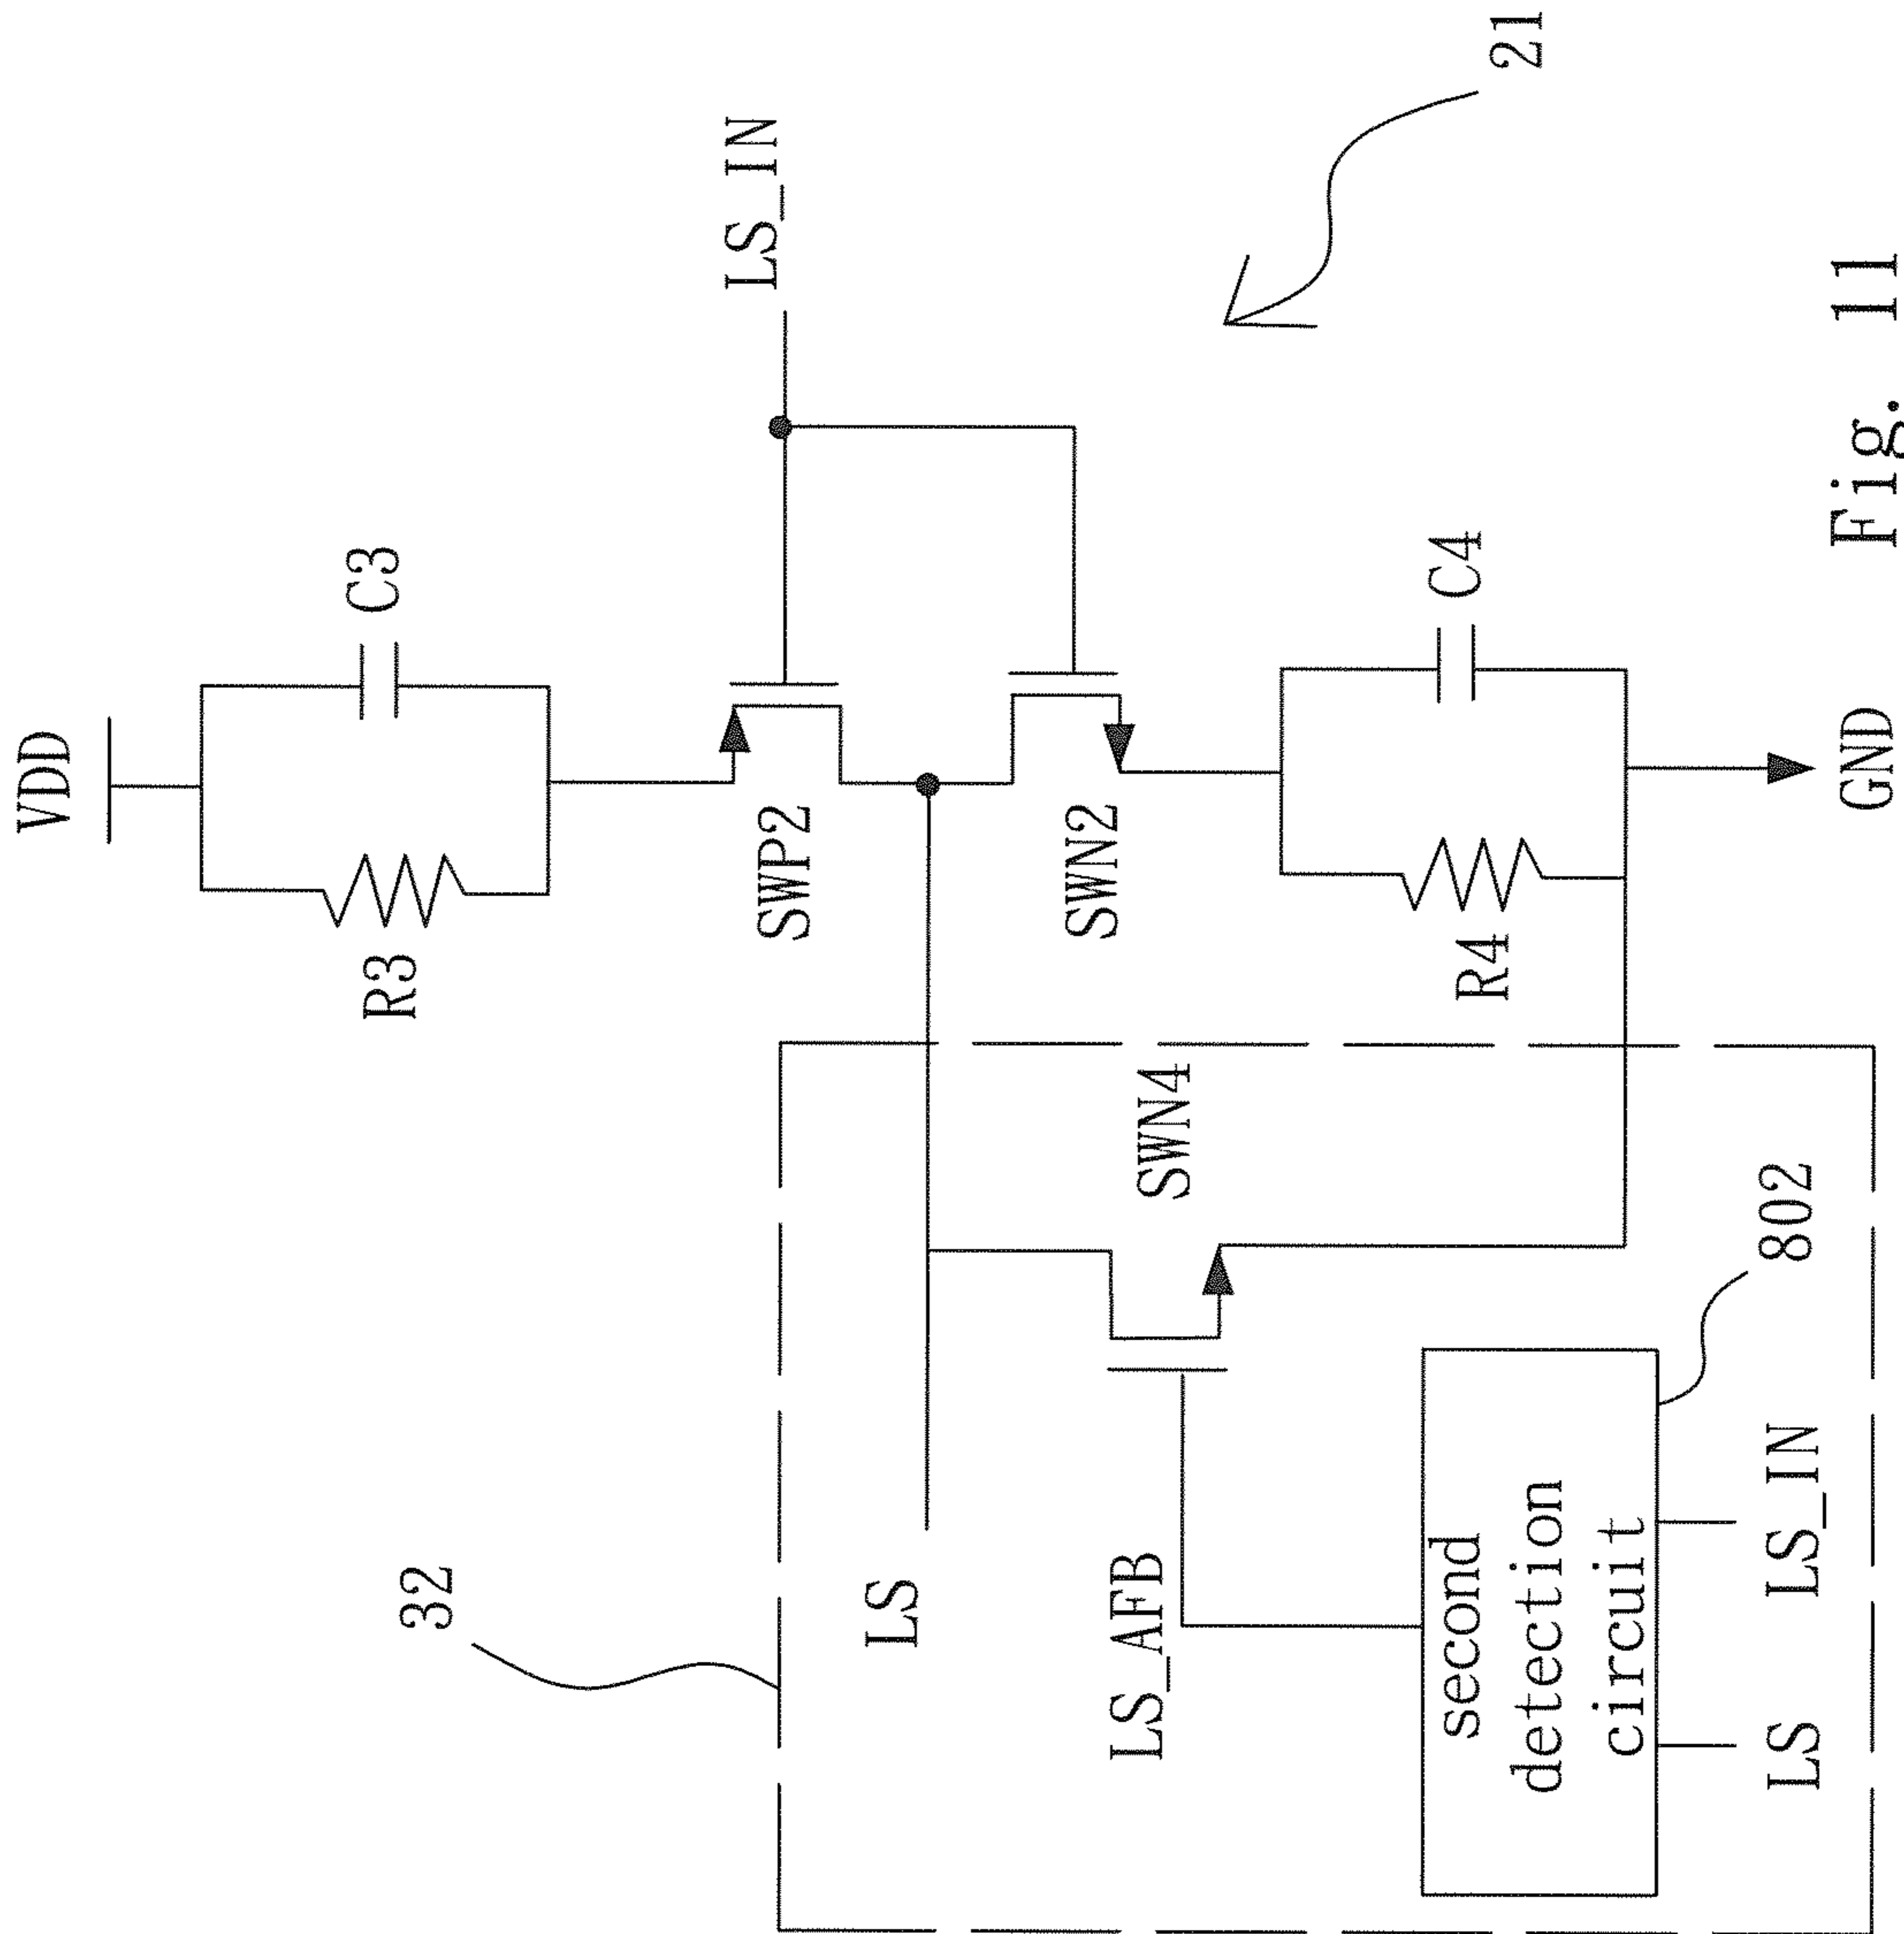 VDD
R3
C3
SWP2
LS_IN
SWN2
R4
C4
GND
32
LS
SWN4
LS_AFB
second
detection
circuit
802
LS
LS_IN
21
Fig. 11